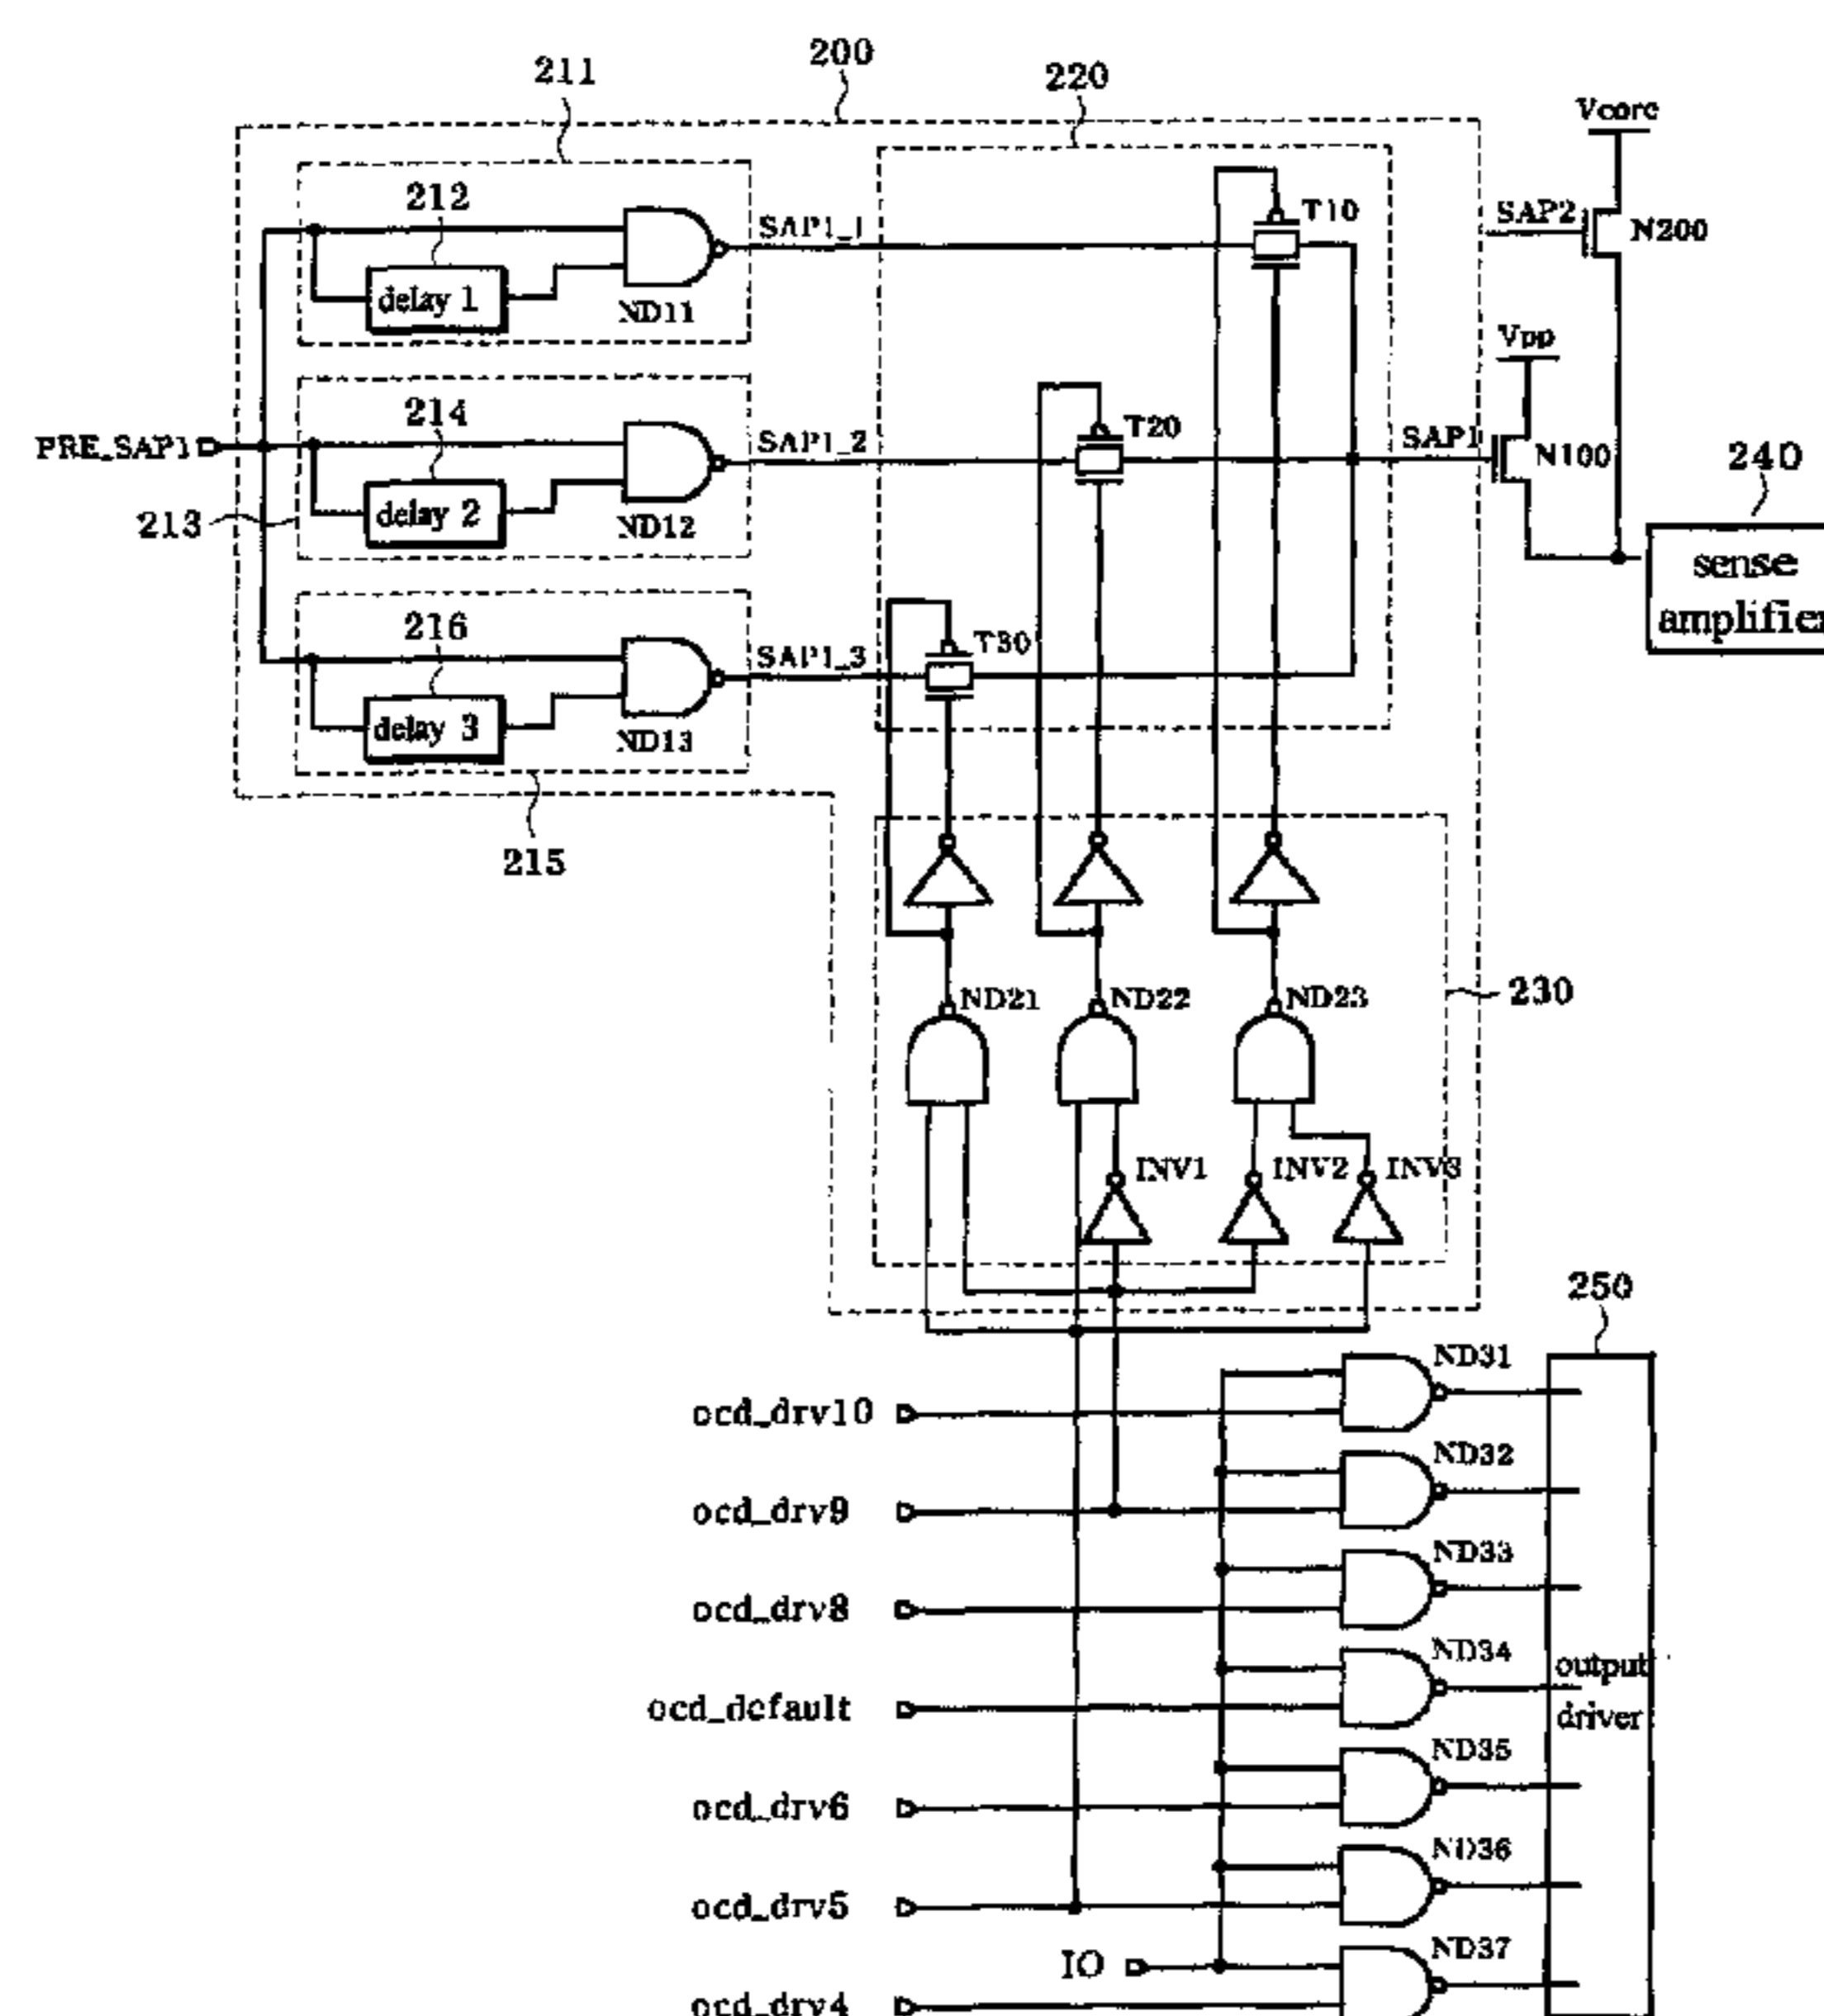 200
211
220
Vcore
212
SAP1_1
T10
SAP2
N200
delay 1
ND11
Vpp
214
T20
PRE_SAP1
SAP1_2
SAP1
N100
240
213
delay 2
ND12
sense
amplifier
216
T30
SAP1_3
delay 3
ND13
215
ND21
ND22
ND23
230
INV1
INV2
INV3
250
ND31
ocd_drv10
ND32
ocd_drv9
ND33
ocd_drv8
ND34
output
driver
ocd_default
ND35
ocd_drv6
ND36
ocd_drv5
ND37
IO
ocd_drv4